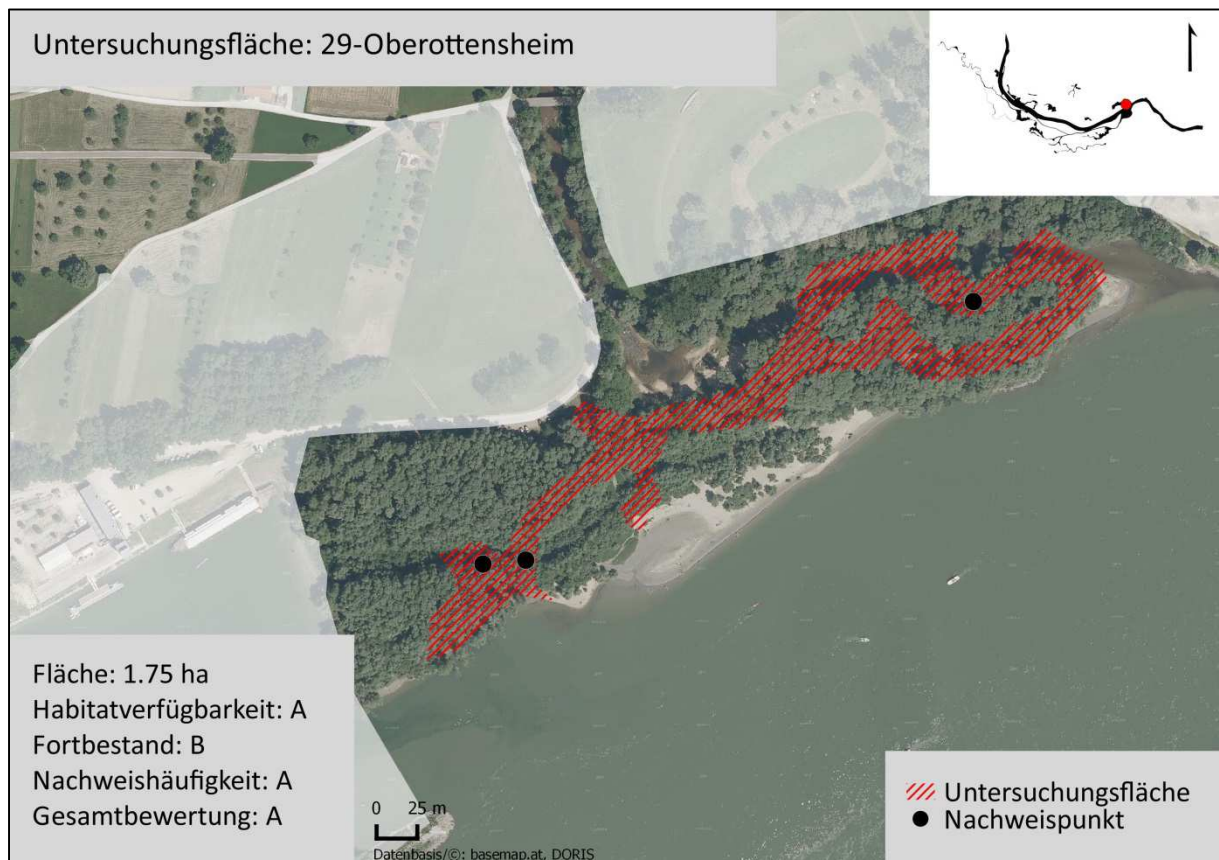 Untersuchungsfläche: 29-Oberottensheim
Fläche: 1.75 ha
Habitatverfügbarkeit: A
Fortbestand: B
Nachweishäufigkeit: A
Gesamtbewertung: A
0 25 m
Datenbasis/©: basemap.at, DORIS
Untersuchungsfläche
Nachweispunkt